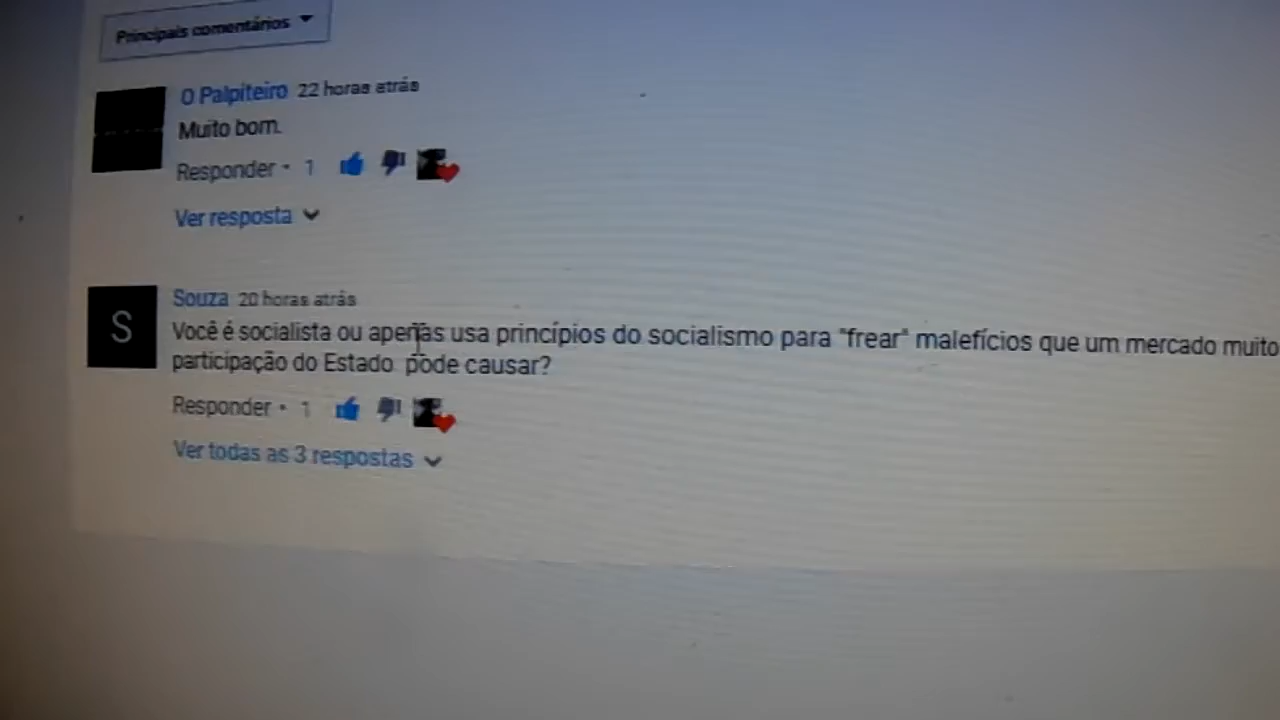 Principais comentários
O Palpiteiro 22 horas atrás
Muito bom.
Responder • 1
Ver resposta
S
Souza 20 horas atrás
Você é socialista ou apenas usa princípios do socialismo para "frear" malefícios que um mercado muito
participação do Estado pode causar?
Responder • 1
Ver todas as 3 respostas